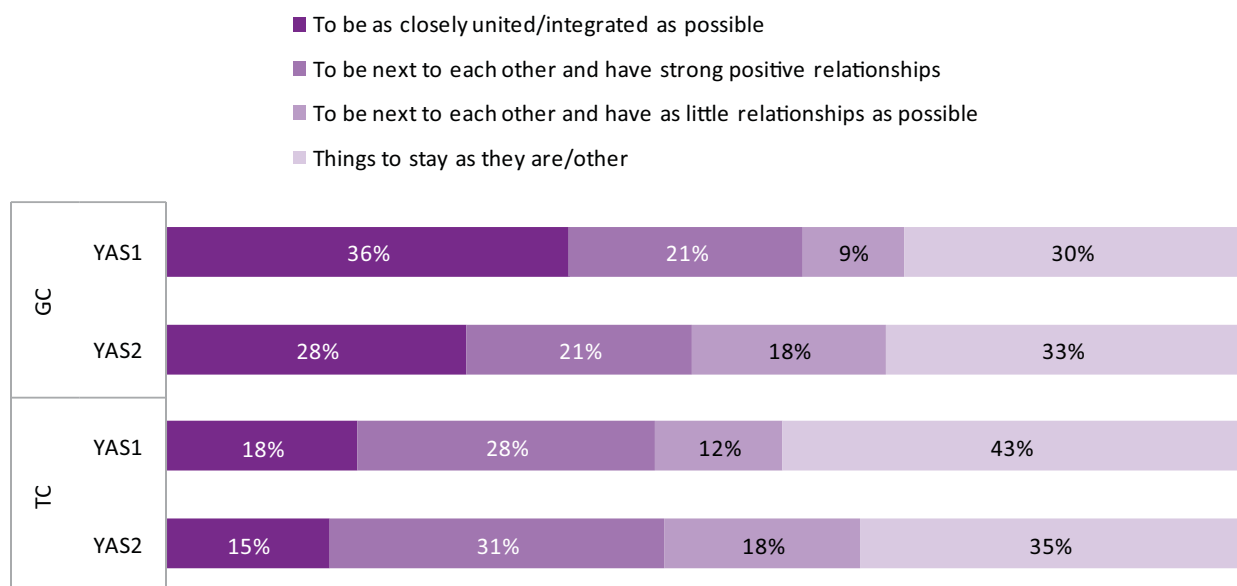 To be as closely united/integrated as possible
To be next to each other and have strong positive relationships
To be next to each other and have as little relationships as possible
Things to stay as they are/other
GC
YAS1
36%
21%
9%
30%
YAS2
28%
21%
18%
33%
TC
YAS1
18%
28%
12%
43%
YAS2
15%
31%
18%
35%